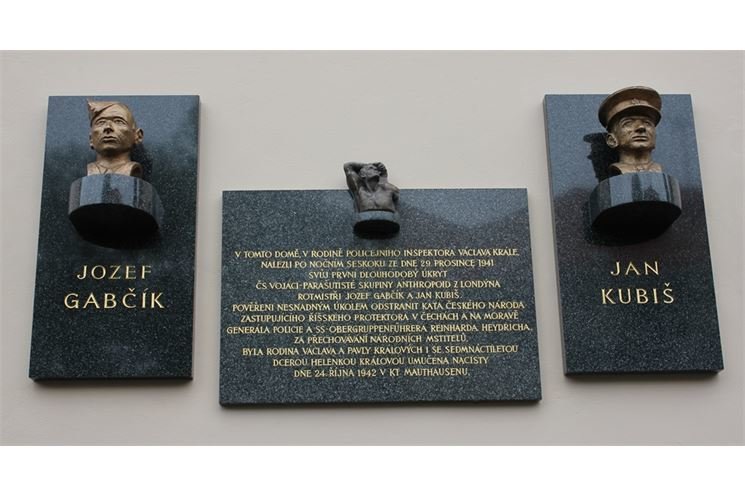 JOZEF
GABČÍK
V TOMTO DOMĚ, V RODINĚ POLICEJNÍHO INSPEKTORA VÁCLAVA KRÁLE,
NALEZLI PO NOČNÍM SESKOKU ZE DNE 29. PROSINCE 1941
SVŮJ PRVNÍ DLOUHODOBÝ ÚKRYT
ČS VOJÁCI-PARAŠUTISTÉ SKUPINY ANTHROPOID Z LONDÝNA
ROTMISTŘI JOZEF GABČÍK A JAN KUBIŠ.
POVĚŘENI NESNADNÝM ÚKOLEM ODSTRANIT KATA ČESKÉHO NÁRODA
ZASTUPUJÍCÍHO ŘÍŠSKÉHO PROTEKTORA V ČECHÁCH A NA MORAVĚ
GENERÁLA POLICIE A SS-OBERGRUPPENFÜHRERA REINHARDA HEYDRICHA.
ZA PŘECHOVÁVÁNÍ NÁRODNÍCH MSTITELŮ,
BYLA RODINA VÁCLAVA A PAVLY KRÁLOVÝCH I SE SEDMNÁCTILETOU
DCEROU HELENKOU KRÁLOVOU UMUČENA NACISTY
DNE 24. ŘÍJNA 1942 V KT. MAUTHAUSENU.
JAN
KUBIŠ